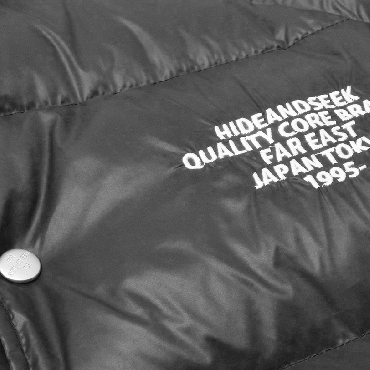 HIDEANDSEEK
QUALITY CORE BRA
FAR EAST
JAPAN TOKY
1995-